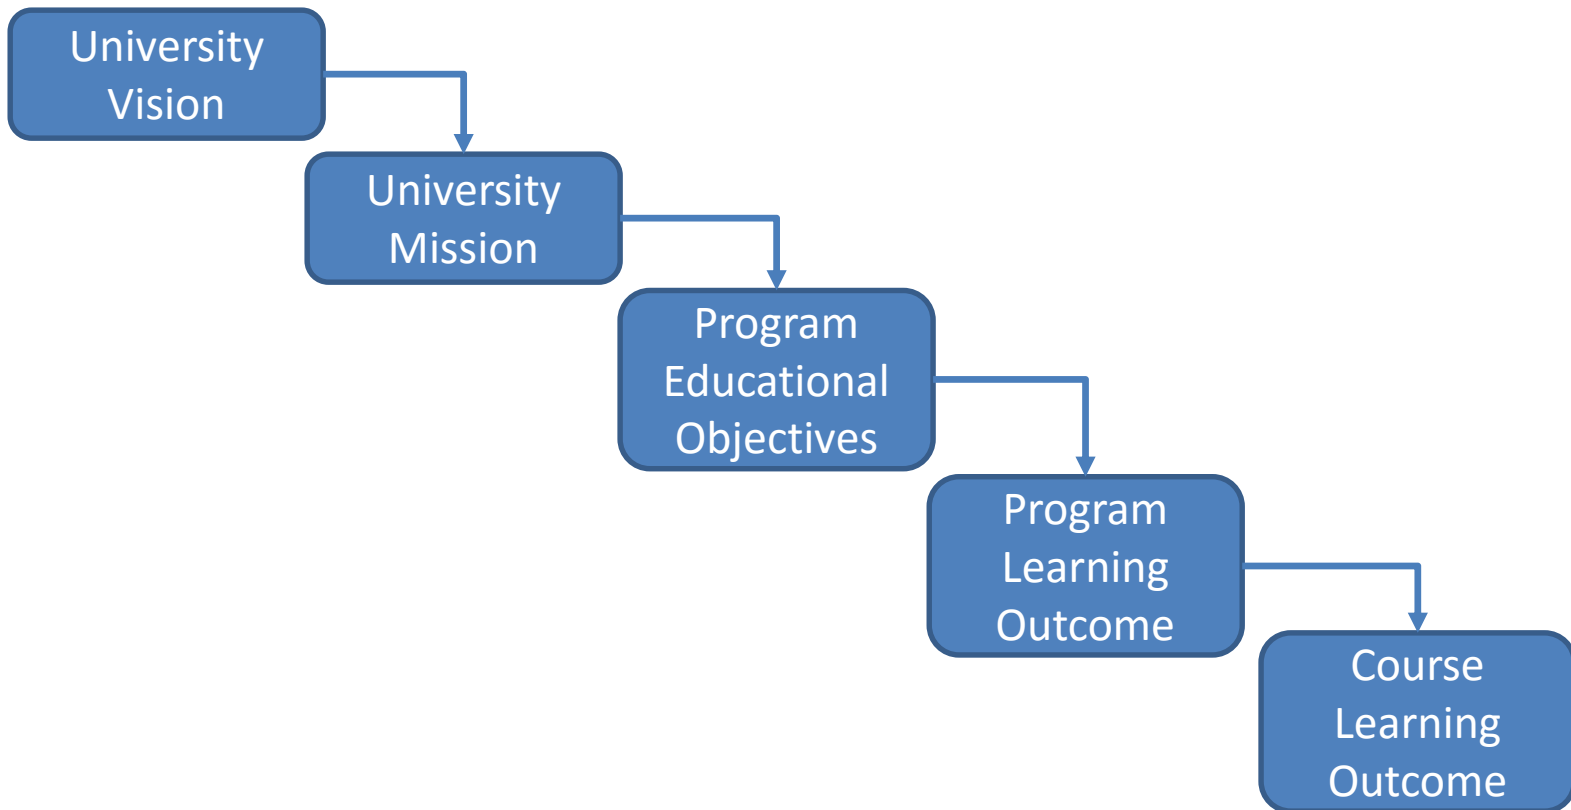 University
Vision
University
Mission
Program
Educational
Objectives
Program
Learning
Outcome
Course
Learning
Outcome